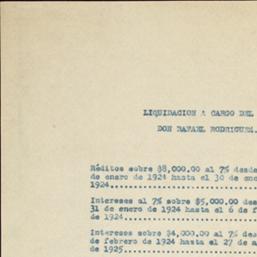 LIQUIDACION A CARGO DEL
DON RAFAEL RODRIGUEZ.
Réditos sobre $8,000.00 al 7% desde
de enero de 1924 hasta el 30 de
1924.....................
Intereses al 7% sobre $5,000.00
31 de enero de 1924 hasta el 6 de
de 1924..................
Intereses sobre $4,000.00 al 7%
de febrero de 1924 hasta el 27 de
de 1925..................